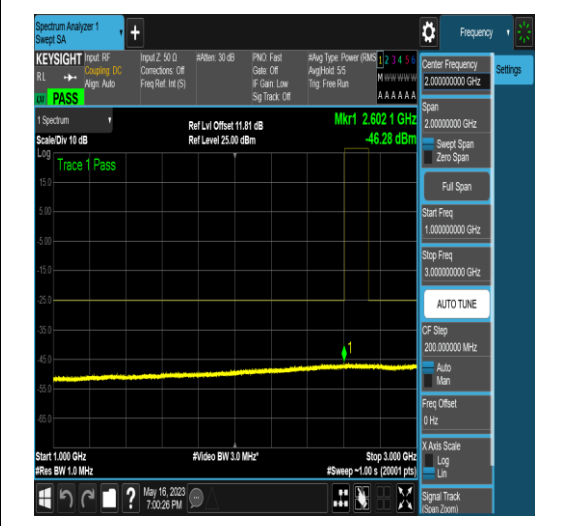 Spectrum Analyzer 1
Swept SA
+
Frequency
KEYSIGHT
RL
PASS
Input: RF
Coupling: DC
Align: Auto
Input Z: 50 Ω
Corrections: Off
Freq Ref: Int (S)
#Atten: 30 dB
PNO: Fast
Gate: Off
IF Gain: Low
Sig Track: Off
#Avg Type: Power (RMS
Avg|Hold: 5/5
Trig: Free Run
1 2 3 4 5 6
M W W W W W
A A A A A A
Center Frequency
2.000000000 GHz
Settings
Span
2.00000000 GHz
Swept Span
Zero Span
Full Span
Start Freq
1.000000000 GHz
Stop Freq
3.000000000 GHz
AUTO TUNE
CF Step
200.000000 MHz
Auto
Man
Freq Offset
0 Hz
X Axis Scale
Log
Lin
Signal Track
(Span Zoom)
1 Spectrum
Scale/Div 10 dB
Ref Lvl Offset 11.81 dB
Ref Level 25.00 dBm
Mkr1 2.602 1 GHz
-46.28 dBm
Log
Trace 1 Pass
15.0
5.00
-5.00
-15.0
-25.0
-35.0
-45.0
-55.0
-65.0
1
Start 1.000 GHz
#Res BW 1.0 MHz
#Video BW 3.0 MHz*
Stop 3.000 GHz
#Sweep ~1.00 s (20001 pts)
?
May 16, 2023
7:00:26 PM